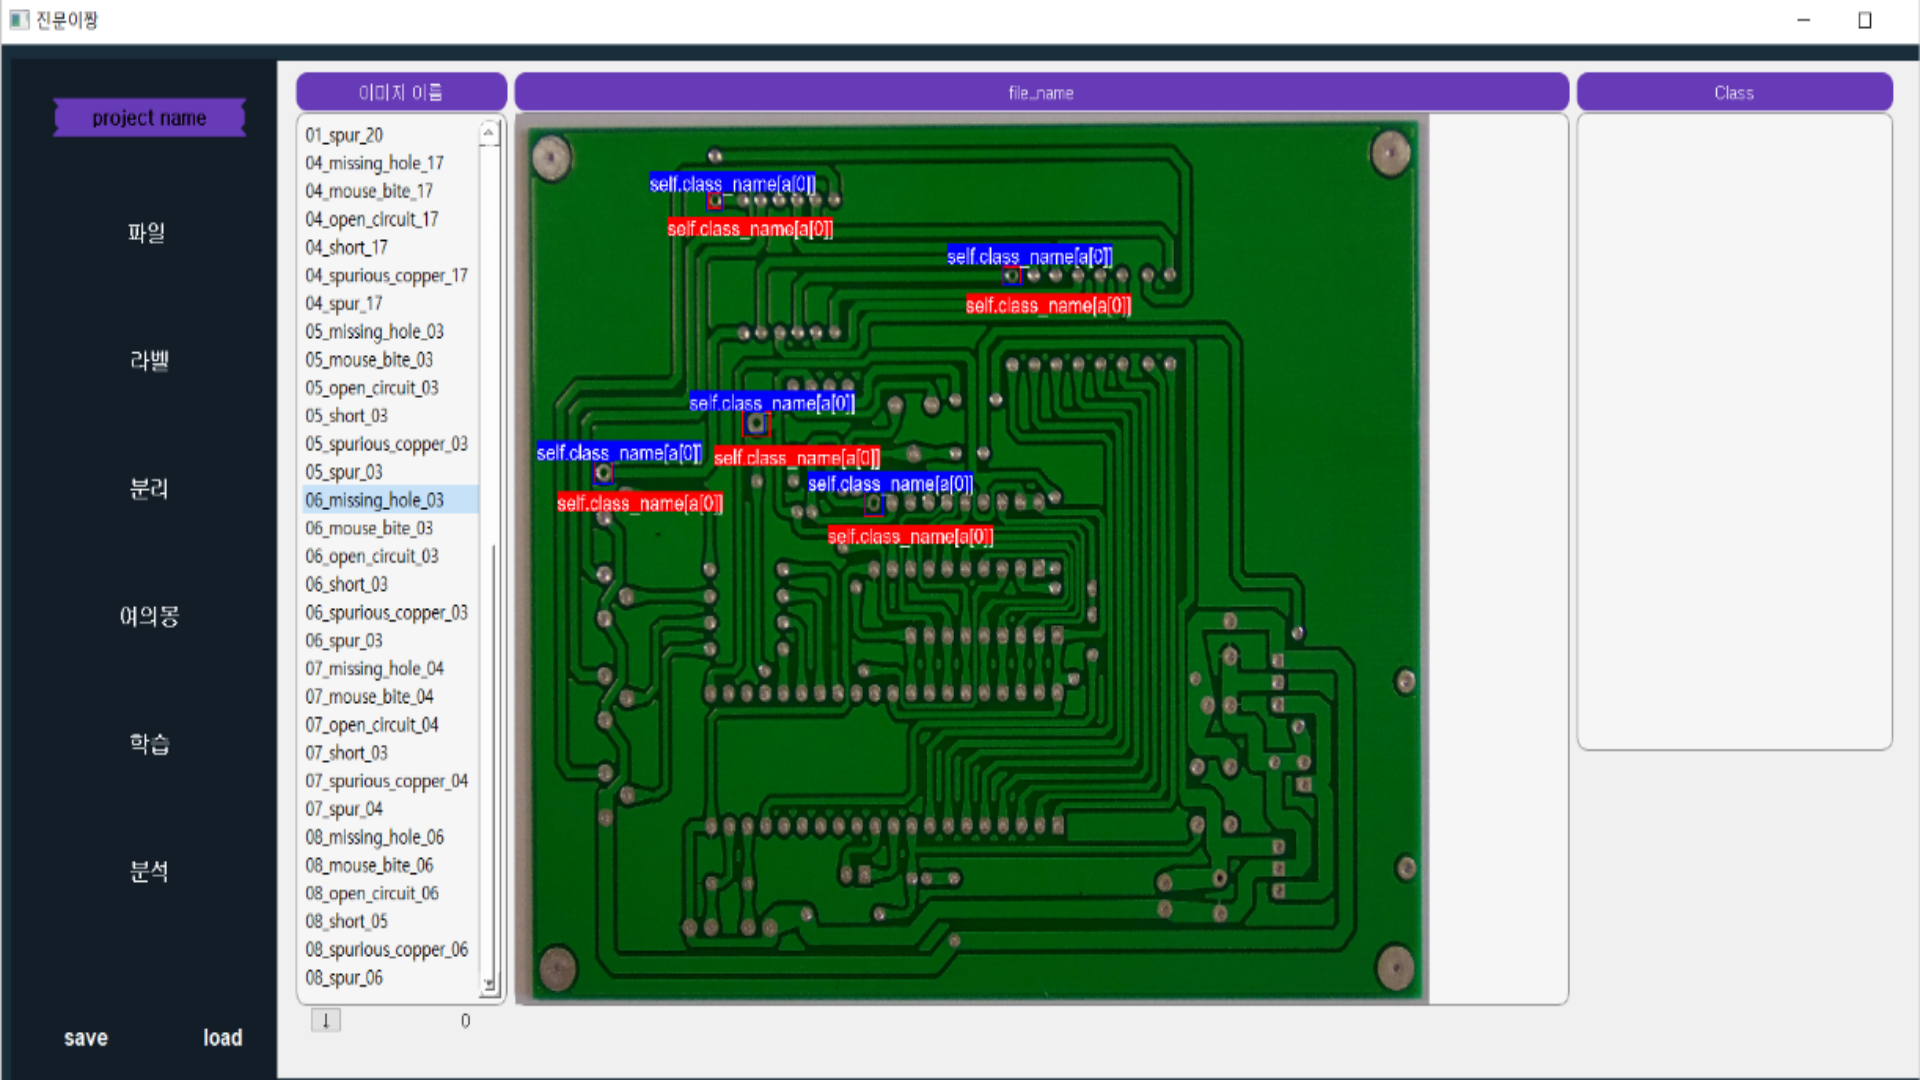 진문이짱
project name
파일
라벨
분리
여의봉
학습
분석
save load
이미지 이름
01_spur_20
04_missing_hole_17
04_mouse_bite_17
04_open_circuit_17
04_short_17
04_spurious_copper_17
04_spur_17
05_missing_hole_03
05_mouse_bite_03
05_open_circuit_03
05_short_03
05_spurious_copper_03
05_spur_03
06_missing_hole_03
06_mouse_bite_03
06_open_circuit_03
06_short_03
06_spurious_copper_03
06_spur_03
07_missing_hole_04
07_mouse_bite_04
07_open_circuit_04
07_short_03
07_spurious_copper_04
07_spur_04
08_missing_hole_06
08_mouse_bite_06
08_open_circuit_06
08_short_05
08_spurious_copper_06
08_spur_06
↓ 0
file_name
self.class_name[a[0]]
self.class_name[a[0]]
self.class_name[a[0]]
self.class_name[a[0]]
self.class_name[a[0]]
self.class_name[a[0]]
self.class_name[a[0]]
self.class_name[a[0]]
self.class_name[a[0]]
self.class_name[a[0]]
Class